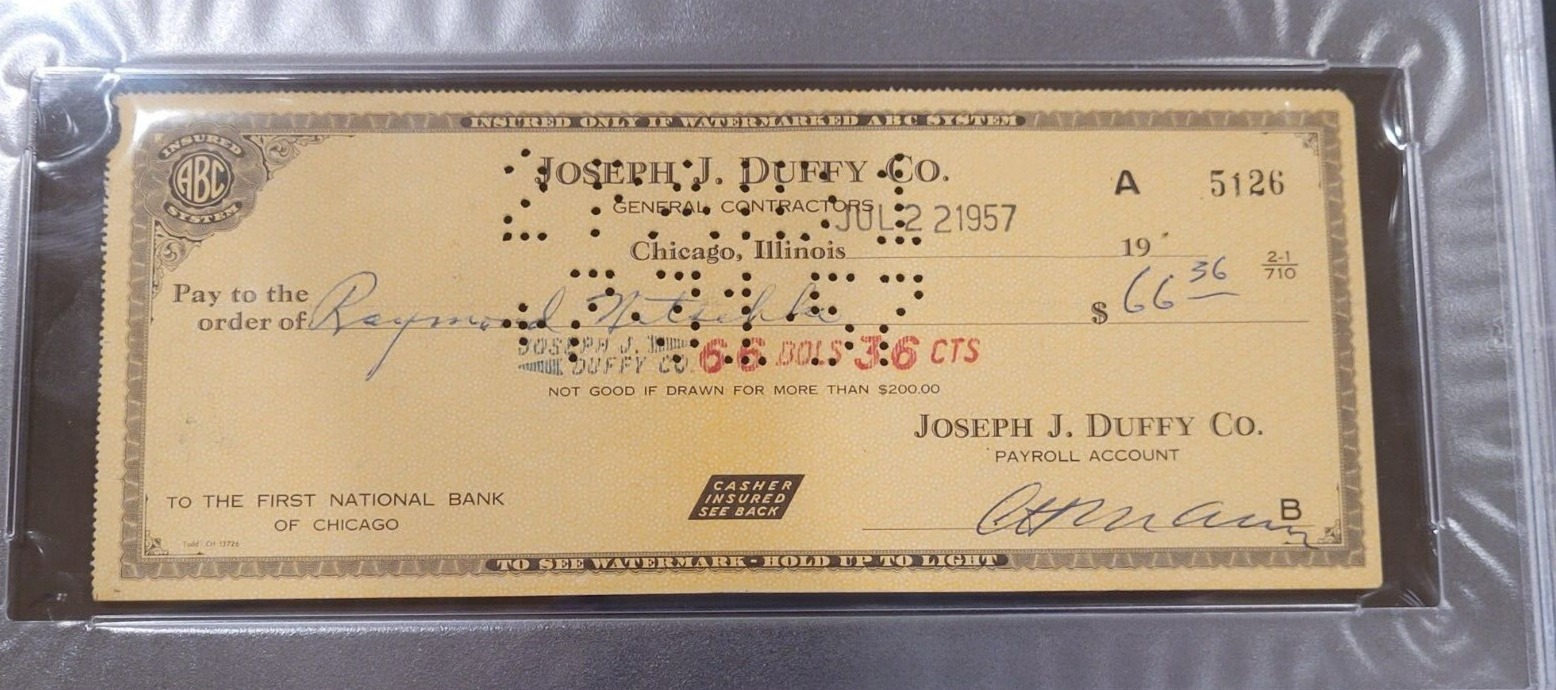 INSURED ONLY IF WATERMARKED ABC SYSTEM
INSURED
ABC
SYSTEM
JOSEPH J. DUFFY CO.
A 5126
GENERAL CONTRACTORS
JUL 2 2 1957
Chicago, Illinois 19
2-1
710
Pay to the
order of Raymond Nitschke $ 66 36
JOSEPH J.
DUFFY CO. 66 DOLS 36 CTS
NOT GOOD IF DRAWN FOR MORE THAN $200.00
JOSEPH J. DUFFY CO.
PAYROLL ACCOUNT
TO THE FIRST NATIONAL BANK
OF CHICAGO
CASHER
INSURED
SEE BACK
B
TO SEE WATERMARK - HOLD UP TO LIGHT